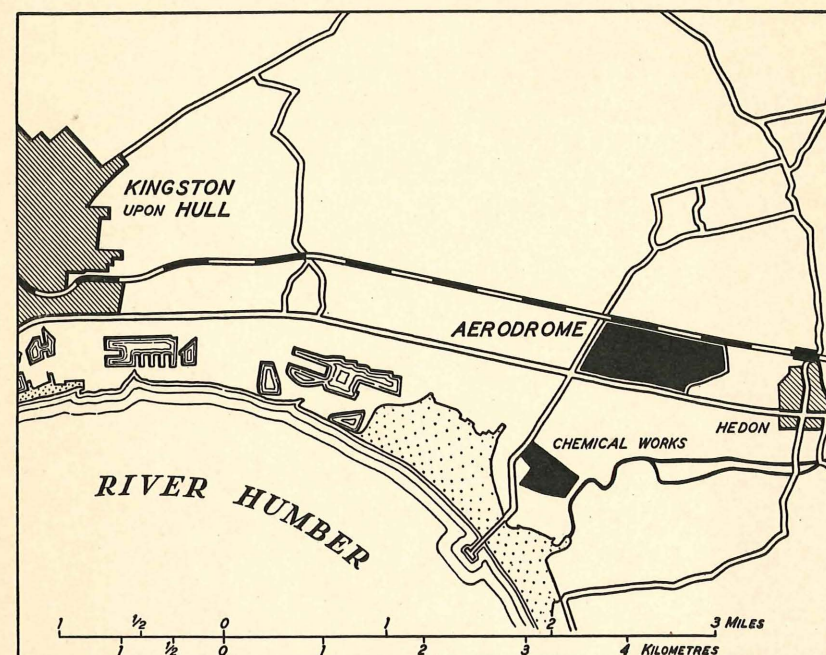 KINGSTON
UPON HULL
AERODROME
HEDON
CHEMICAL WORKS
RIVER HUMBER
1 ½ 0 1 2 3 MILES
1 ½ 0 1 2 3 4 KILOMETRES